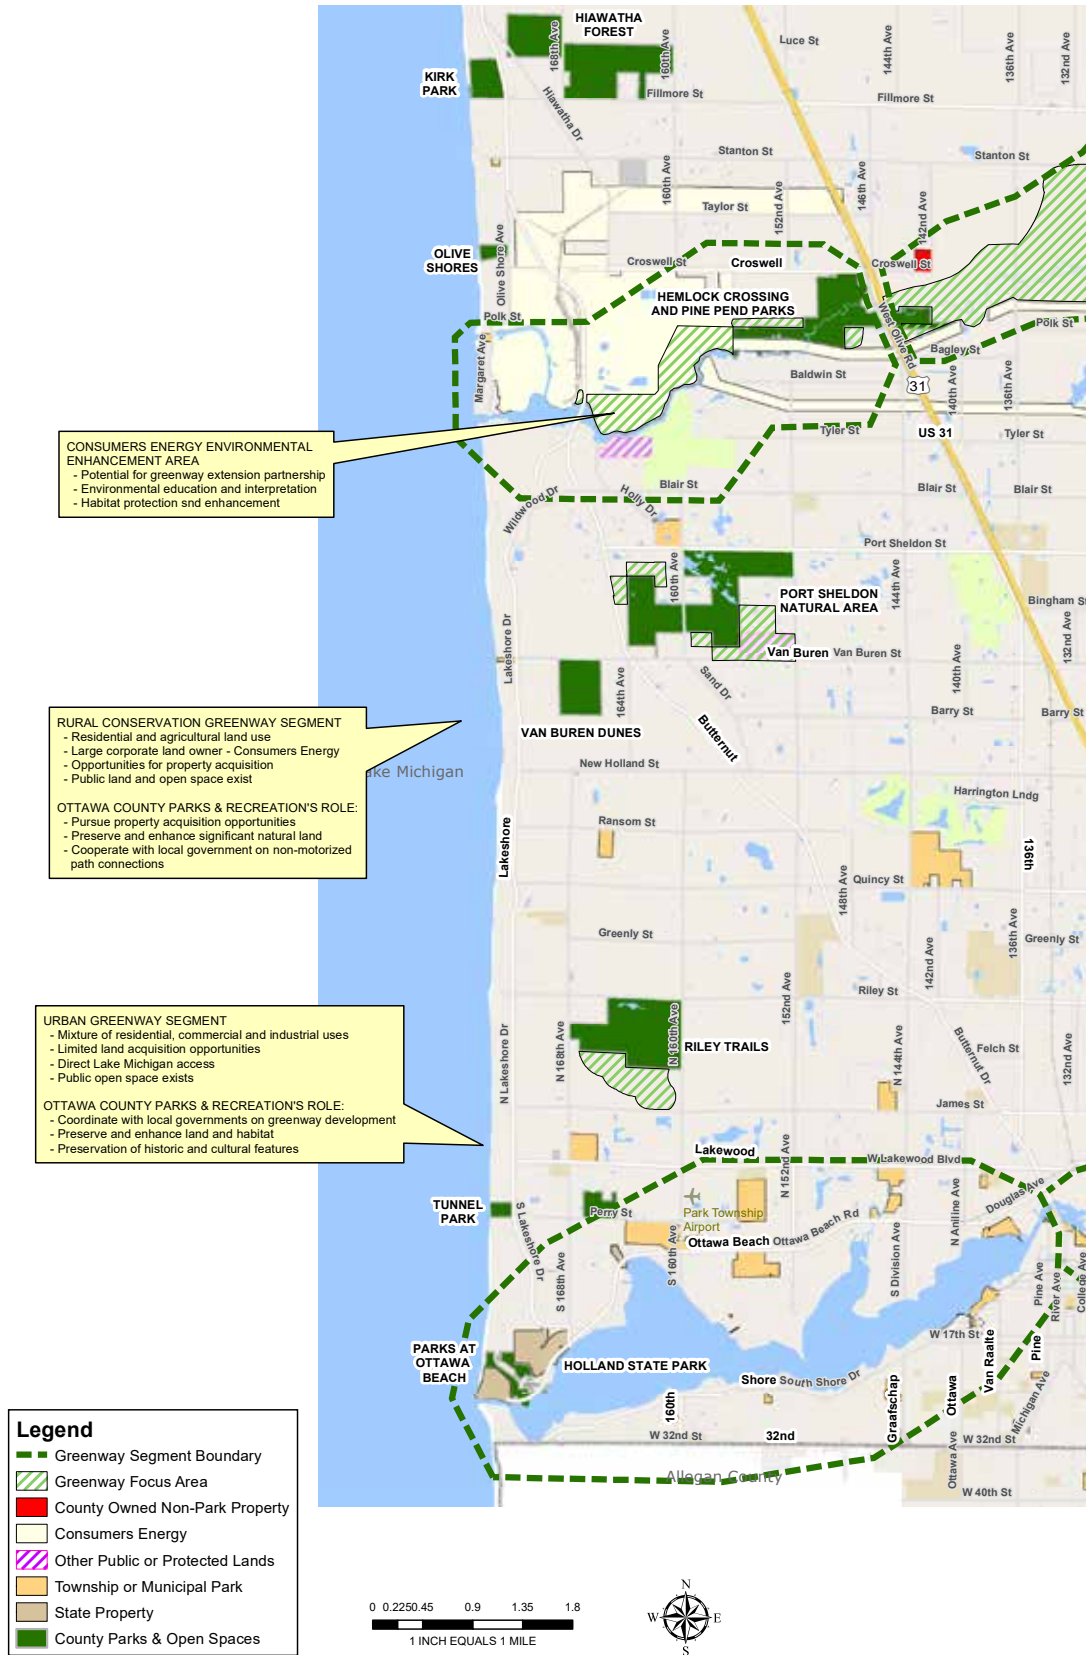 HIAWATHA
FOREST
Luce St
168th Ave
160th Ave
144th Ave
136th Ave
132nd Ave
KIRK
PARK
Hiawatha Dr
Fillmore St
Fillmore St
Stanton St
Stanton St
160th Ave
152nd Ave
146th Ave
142nd Ave
Taylor St
OLIVE
SHORES
Olive Shore Ave
Croswell St
Croswell
Croswell St
HEMLOCK CROSSING
AND PINE PEND PARKS
Polk St
Polk St
West Olive Rd
Bagley St
Margaret Ave
Baldwin St
31
140th Ave
136th Ave
US 31
Tyler St
Tyler St
CONSUMERS ENERGY ENVIRONMENTAL
ENHANCEMENT AREA
- Potential for greenway extension partnership
- Environmental education and interpretation
- Habitat protection snd enhancement
Wildwood Dr
Holly Dr
Blair St
Blair St
Blair St
Port Sheldon St
160th Ave
144th Ave
PORT SHELDON
NATURAL AREA
Bingham St
132nd Ave
Van Buren
Van Buren St
Lakeshore Dr
164th Ave
Sand Dr
140th Ave
Barry St
Barry St
Butternut
VAN BUREN DUNES
RURAL CONSERVATION GREENWAY SEGMENT
- Residential and agricultural land use
- Large corporate land owner - Consumers Energy
- Opportunities for property acquisition
- Public land and open space exist
OTTAWA COUNTY PARKS & RECREATION'S ROLE:
- Pursue property acquisition opportunities
- Preserve and enhance significant natural land
- Cooperate with local government on non-motorized
path connections
ake Michigan
New Holland St
Harrington Lndg
Ransom St
Lakeshore
136th
148th Ave
Quincy St
Greenly St
Greenly St
136th Ave
142nd Ave
152nd Ave
Riley St
URBAN GREENWAY SEGMENT
- Mixture of residential, commercial and industrial uses
- Limited land acquisition opportunities
- Direct Lake Michigan access
- Public open space exists
OTTAWA COUNTY PARKS & RECREATION'S ROLE:
- Coordinate with local governments on greenway development
- Preserve and enhance land and habitat
- Preservation of historic and cultural features
N Lakeshore Dr
N 168th Ave
N 160th Ave
RILEY TRAILS
N 144th Ave
Butternut Dr
Felch St
132nd Ave
James St
Lakewood
W Lakewood Blvd
N 152nd Ave
TUNNEL
PARK
Perry St
Park Township
Airport
Ottawa Beach
Ottawa Beach Rd
Douglas Ave
N Aniline Ave
S Lakeshore Dr
S 168th Ave
S 160th Ave
S Division Ave
Pine Ave
River Ave
College Ave
PARKS AT
OTTAWA
BEACH
HOLLAND STATE PARK
W 17th St
Van Raalte
Pine
Shore
South Shore Dr
160th
Graafschap
Ottawa
Michigan Ave
W 32nd St
32nd
W 32nd St
Ottawa Ave
Allegan County
W 40th St
Legend
Greenway Segment Boundary
Greenway Focus Area
County Owned Non-Park Property
Consumers Energy
Other Public or Protected Lands
Township or Municipal Park
State Property
County Parks & Open Spaces
0 0.225 0.45 0.9 1.35 1.8
1 INCH EQUALS 1 MILE
N
W E
S